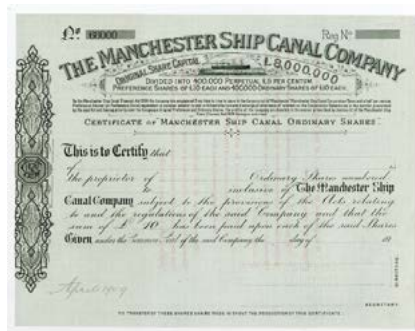 No. 60000 Reg. No.
THE MANCHESTER SHIP CANAL COMPANY
ORIGINAL SHARE CAPITAL £8,000,000
DIVIDED INTO 400,000 PERPETUAL 5 PER CENTUM
PREFERENCE SHARES OF £10 EACH AND 400,000 ORDINARY SHARES OF £10 EACH.
CERTIFICATE OF MANCHESTER SHIP CANAL ORDINARY SHARES.
This is to Certify that
the proprietor of Ordinary Shares numbered
to inclusive of The Manchester Ship
Canal Company subject to the provisions of the Acts relating
to and the regulations of the said Company and that the
sum of £10 has been paid upon each of the said Shares
Given under the Common Seal of the said Company the day of 19
SECRETARY